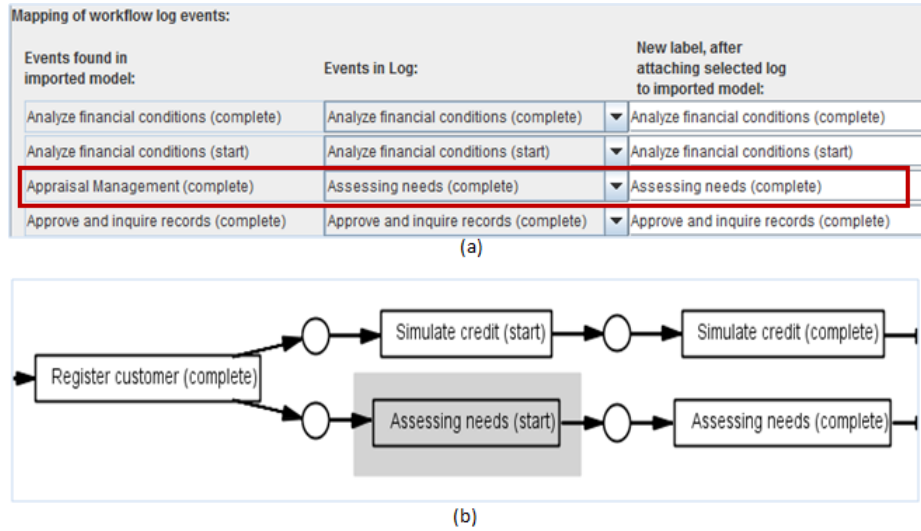 Mapping of workflow log events:
Events found in
imported model:
Events in Log:
New label, after
attaching selected log
to imported model:
Analyze financial conditions (complete) Analyze financial conditions (complete) Analyze financial conditions (complete)
Analyze financial conditions (start) Analyze financial conditions (start) Analyze financial conditions (start)
Appraisal Management (complete) Assessing needs (complete) Assessing needs (complete)
Approve and inquire records (complete) Approve and inquire records (complete) Approve and inquire records (complete)
(a)
Simulate credit (start) Simulate credit (complete)
Register customer (complete)
Assessing needs (start) Assessing needs (complete)
(b)